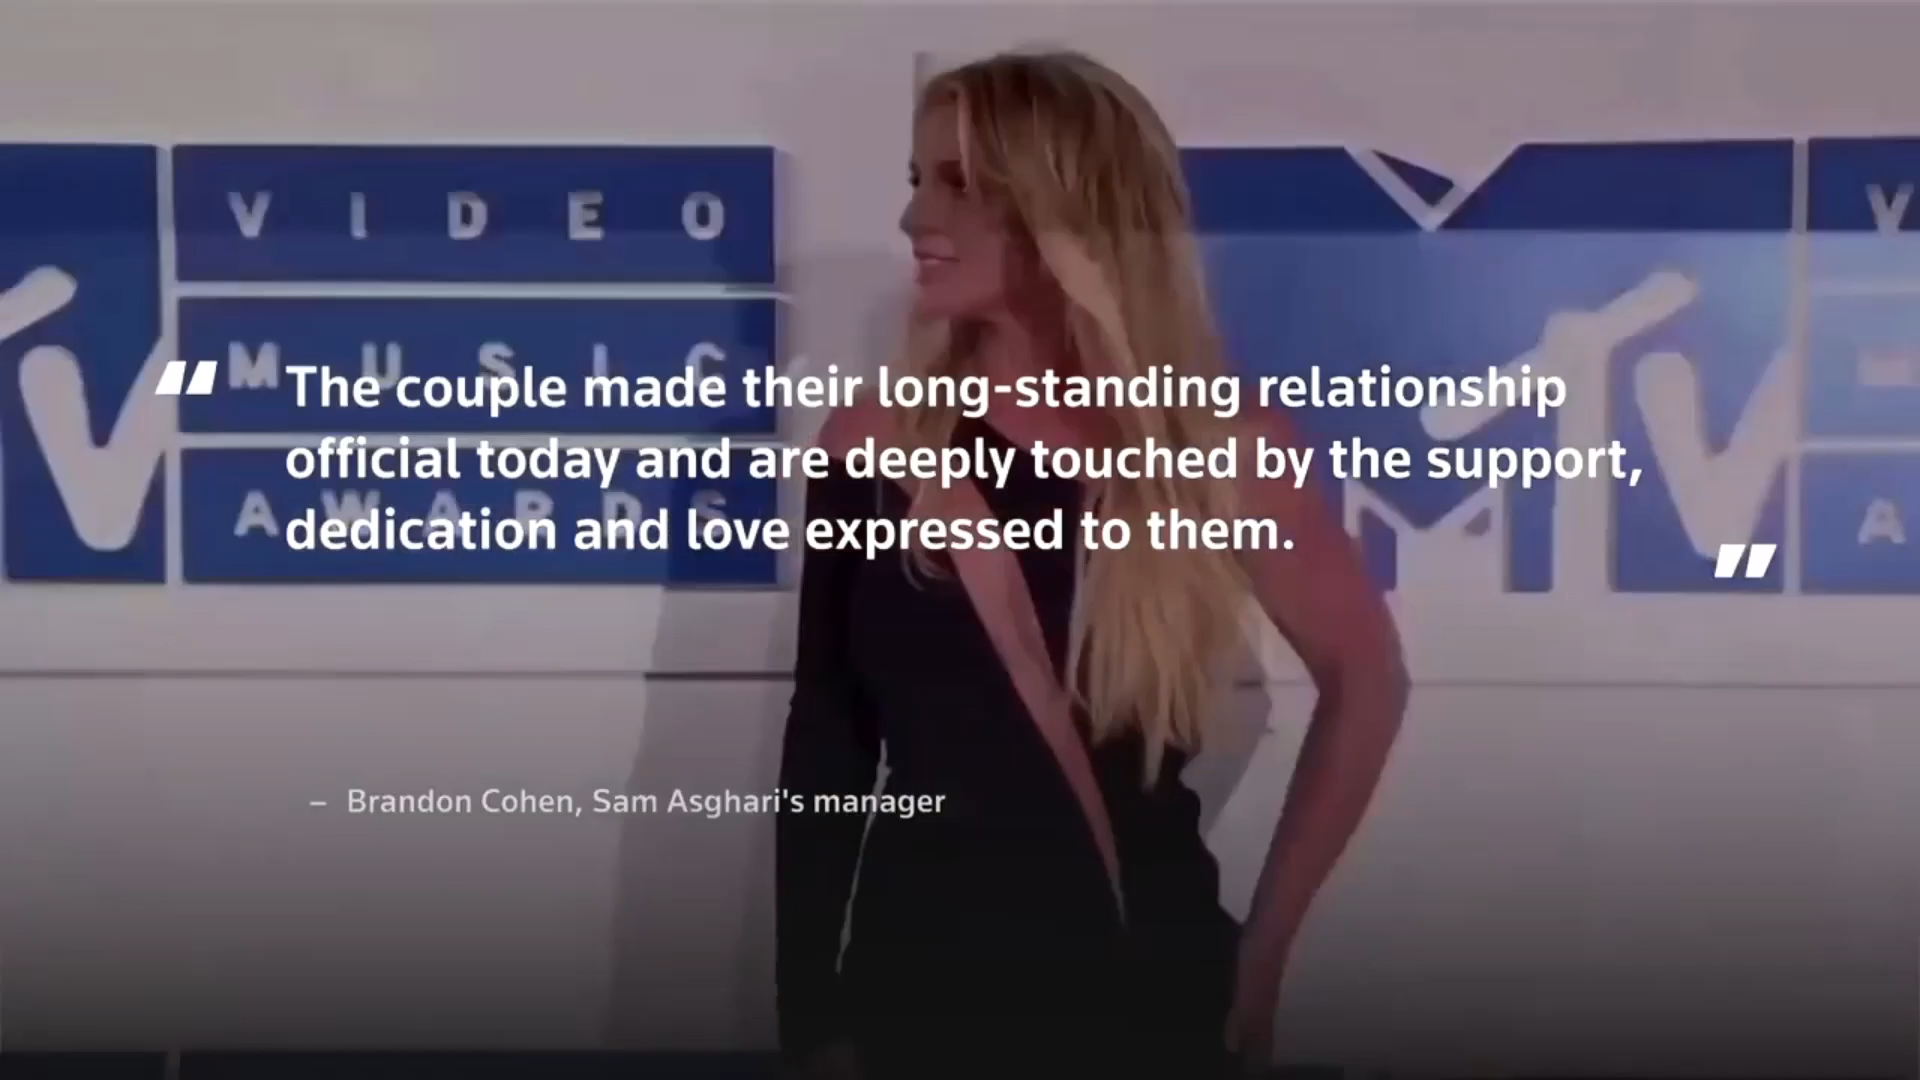 VIDEO
MUSIC
AWARDS
“The couple made their long-standing relationship
official today and are deeply touched by the support,
dedication and love expressed to them.”
– Brandon Cohen, Sam Asghari's manager